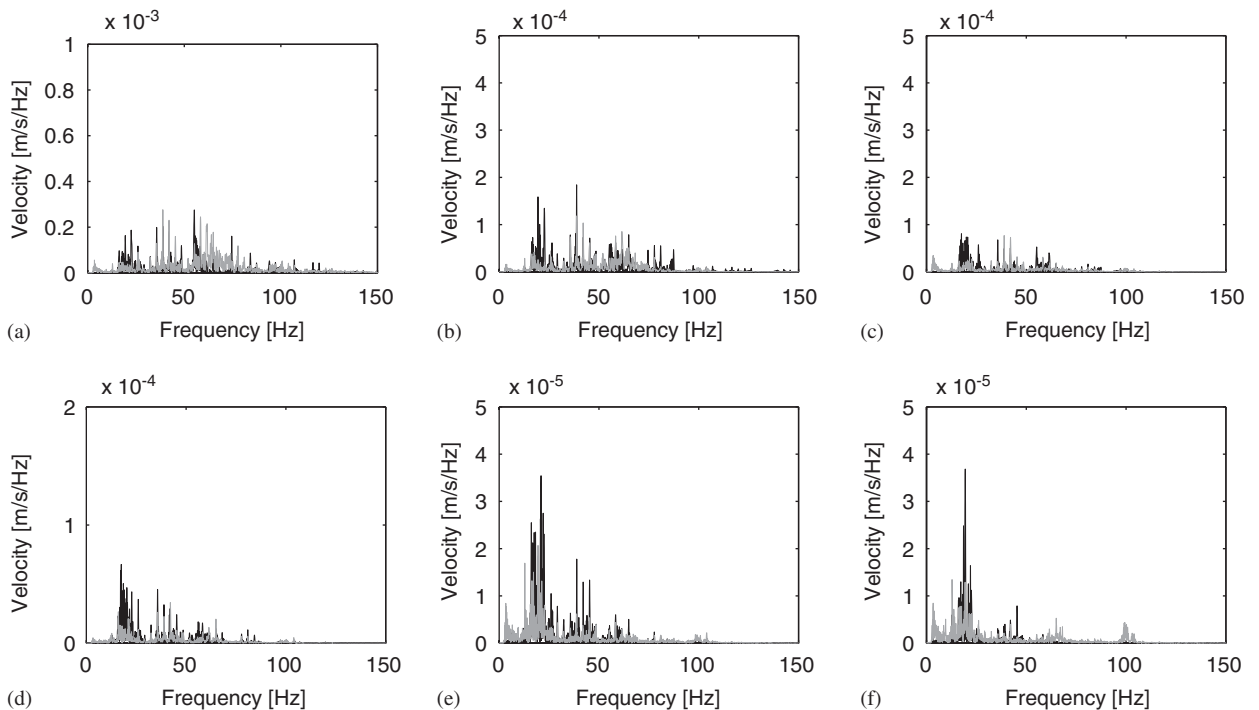 x 10-3
1
0.8
0.6
0.4
0.2
0
0 50 100 150
Velocity [m/s/Hz]
Frequency [Hz]
(a)
x 10-4
5
4
3
2
1
0
0 50 100 150
Velocity [m/s/Hz]
Frequency [Hz]
(b)
x 10-4
5
4
3
2
1
0
0 50 100 150
Velocity [m/s/Hz]
Frequency [Hz]
(c)
x 10-4
2
1
0
0 50 100 150
Velocity [m/s/Hz]
Frequency [Hz]
(d)
x 10-5
5
4
3
2
1
0
0 50 100 150
Velocity [m/s/Hz]
Frequency [Hz]
(e)
x 10-5
5
4
3
2
1
0
0 50 100 150
Velocity [m/s/Hz]
Frequency [Hz]
(f)